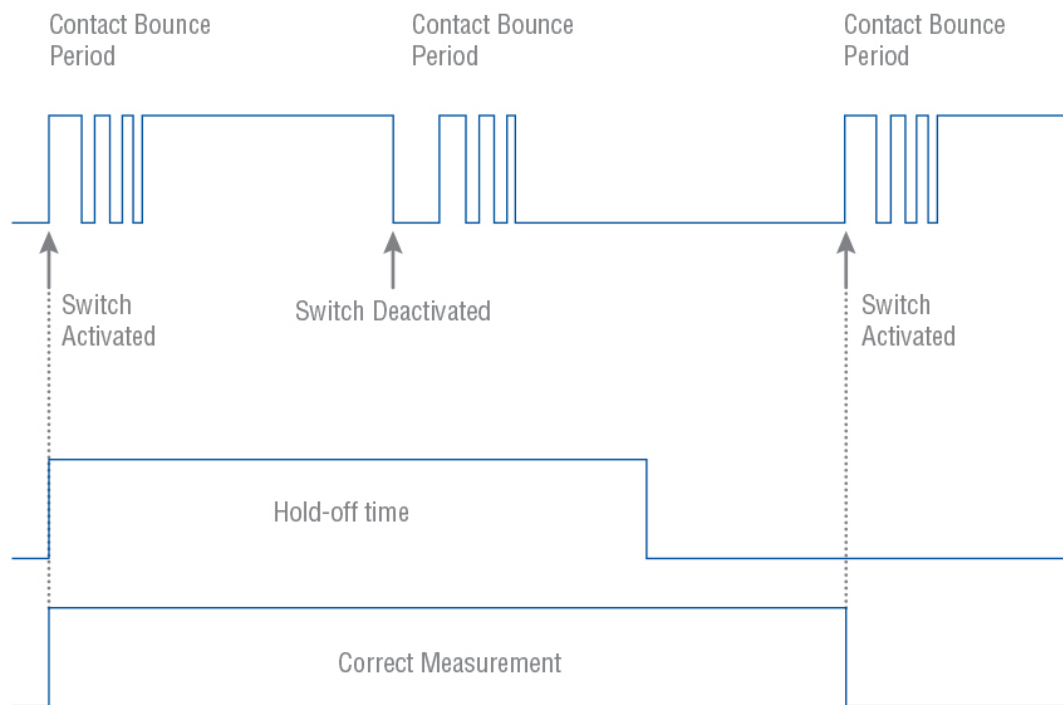 Contact Bounce
Period
Contact Bounce
Period
Contact Bounce
Period
Switch
Activated
Switch Deactivated
Switch
Activated
Hold-off time
Correct Measurement